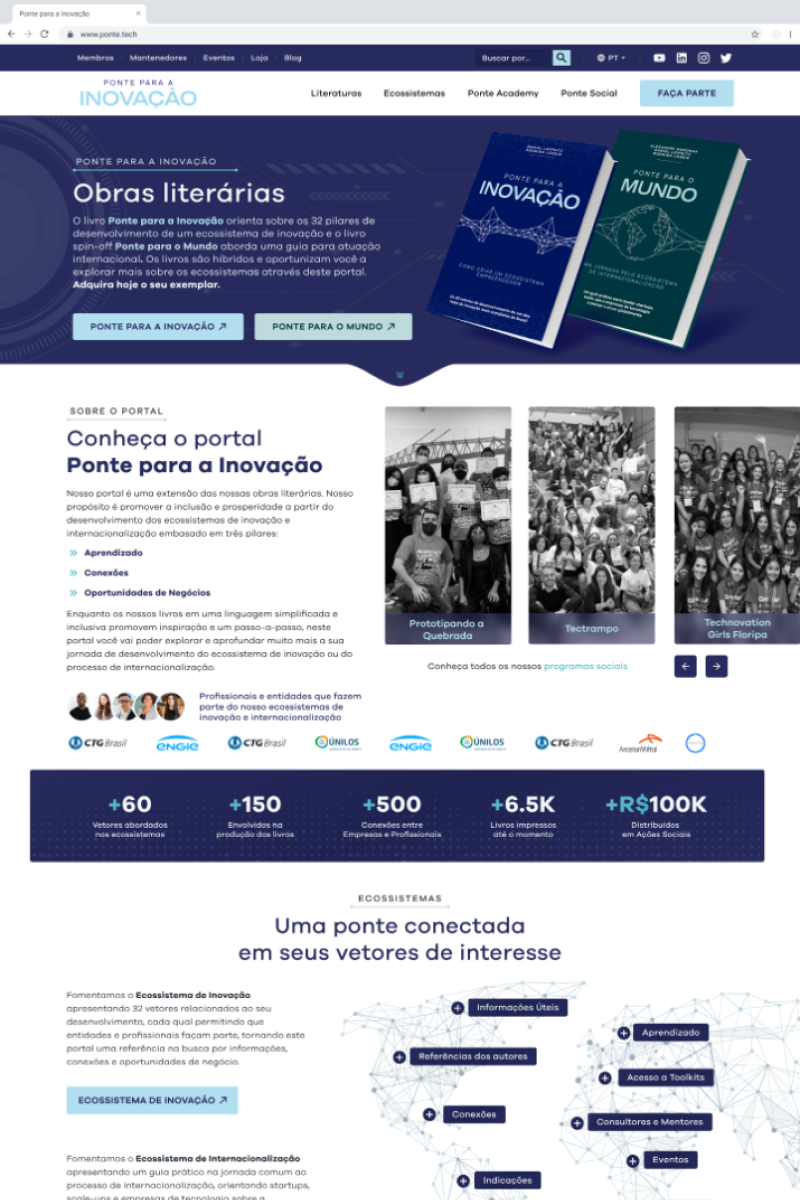 Ponte para a Inovação
www.ponte.tech
Membros
Mantenedores
Eventos
Loja
Blog
Buscar por...
PT
PONTE PARA A
INOVAÇÃO
Literaturas
Ecossistemas
Ponte Academy
Ponte Social
FAÇA PARTE
PONTE PARA A INOVAÇÃO
Obras literárias
O livro Ponte para a Inovação orienta sobre os 32 pilares de
desenvolvimento de um ecossistema de inovação e o livro
spin-off Ponte para o Mundo aborda uma guia para atuação
internacional. Os livros são híbridos e oportunizam você a
explorar mais sobre os ecossistemas através deste portal.
Adquira hoje o seu exemplar.
PONTE PARA A INOVAÇÃO
PONTE PARA O MUNDO
PONTE PARA A
INOVAÇÃO
COMO CRIAR UM ECOSSISTEMA
EMPREENDEDOR
PONTE PARA O
MUNDO
UMA JORNADA PELO ECOSSISTEMA
DE INTERNACIONALIZAÇÃO
SOBRE O PORTAL
Conheça o portal
Ponte para a Inovação
Nosso portal é uma extensão das nossas obras literárias. Nosso
propósito é promover a inclusão e prosperidade a partir do
desenvolvimento dos ecossistemas de inovação e
internacionalização embasado em três pilares:
Aprendizado
Conexões
Oportunidades de Negócios
Enquanto os nossos livros em uma linguagem simplificada e
inclusiva promovem inspiração e um passo-a-passo, neste
portal você vai poder explorar e aprofundar muito mais a sua
jornada de desenvolvimento do ecossistema de inovação ou do
processo de internacionalização.
Prototipando a
Quebrada
Tectrampo
Technovation
Girls Floripa
Conheça todos os nossos programas sociais
Profissionais e entidades que fazem
parte do nosso ecossistemas de
inovação e internacionalização
CTG Brasil
ENGIE
CTG Brasil
ÚNILOS
ENGIE
ÚNILOS
CTG Brasil
ArcelorMittal
+60
Vetores abordados
nos ecossistemas
+150
Envolvidos na
produção dos livros
+500
Conexões entre
Empresas e Profissionais
+6.5K
Livros impressos
até o momento
+R$100K
Distribuídos
em Ações Sociais
ECOSSISTEMAS
Uma ponte conectada
em seus vetores de interesse
Fomentamos o Ecossistema de Inovação
apresentando 32 vetores relacionados ao seu
desenvolvimento, cada qual permitindo que
entidades e profissionais façam parte, tornando este
portal uma referência na busca por informações,
conexões e oportunidades de negócio.
ECOSSISTEMA DE INOVAÇÃO
Fomentamos o Ecossistema de Internacionalização
apresentando um guia prático na jornada comum ao
processo de internacionalização, orientando startups,
scale-ups e empresas de tecnologia sobre a
Informações Úteis
Aprendizado
Referências dos autores
Acesso a Toolkits
Conexões
Consultores e Mentores
Eventos
Indicações